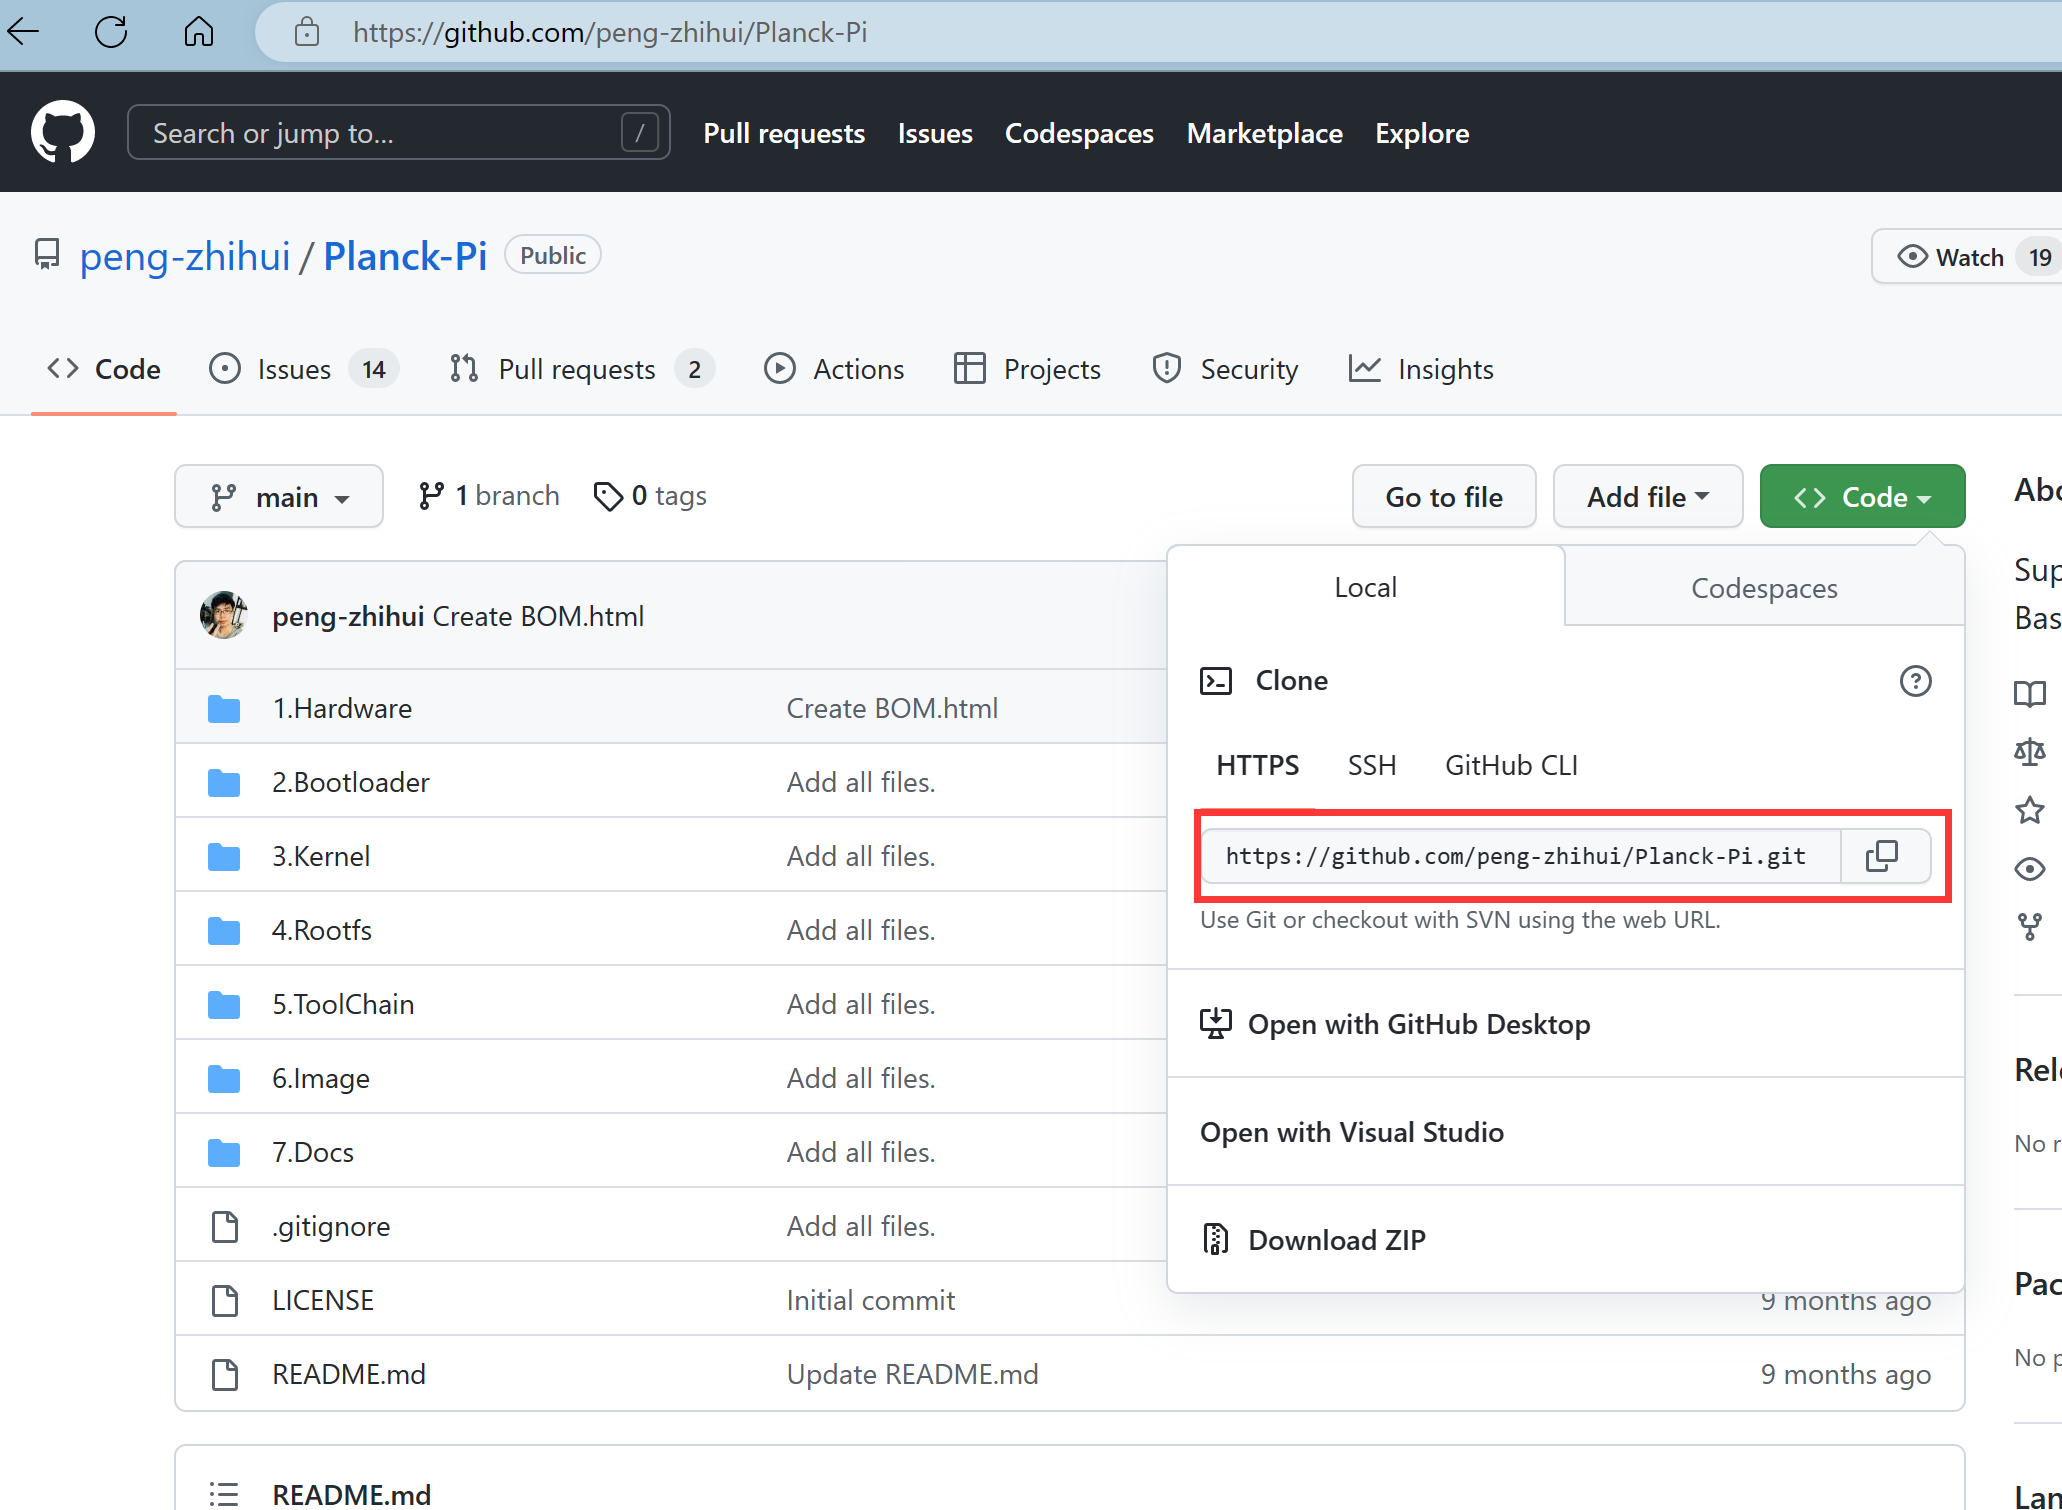 https://github.com/peng-zhihui/Planck-Pi
Search or jump to... /
Pull requests Issues Codespaces Marketplace Explore
peng-zhihui / Planck-Pi Public
Watch 19
Code Issues 14 Pull requests 2 Actions Projects Security Insights
main 1 branch 0 tags
Go to file Add file Code
peng-zhihui Create BOM.html
1.Hardware Create BOM.html
2.Bootloader Add all files.
3.Kernel Add all files.
4.Rootfs Add all files.
5.ToolChain Add all files.
6.Image Add all files.
7.Docs Add all files.
.gitignore Add all files.
LICENSE Initial commit 9 months ago
README.md Update README.md 9 months ago
README.md
Local Codespaces
Clone
HTTPS SSH GitHub CLI
https://github.com/peng-zhihui/Planck-Pi.git
Use Git or checkout with SVN using the web URL.
Open with GitHub Desktop
Open with Visual Studio
Download ZIP
No
No